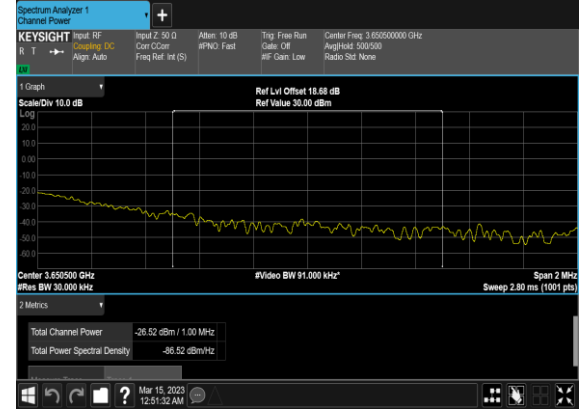 Spectrum Analyzer 1
Channel Power
+
KEYSIGHT Input: RF Input Z: 50 Ω Atten: 10 dB Trig: Free Run Center Freq: 3.650500000 GHz
R T Coupling: DC Corr CCorr #PNO: Fast Gate: Off Avg|Hold: 500/500
Align: Auto Freq Ref: Int (S) #IF Gain: Low Radio Std: None
1 Graph Ref Lvl Offset 18.68 dB
Scale/Div 10.0 dB Ref Value 30.00 dBm
Log
20.0
10.0
0.00
-10.0
-20.0
-30.0
-40.0
-50.0
-60.0
Center 3.650500 GHz #Video BW 91.000 kHz* Span 2 MHz
#Res BW 30.000 kHz Sweep 2.80 ms (1001 pts)
2 Metrics
Total Channel Power -26.52 dBm / 1.00 MHz
Total Power Spectral Density -86.52 dBm/Hz
? Mar 15, 2023
12:51:32 AM